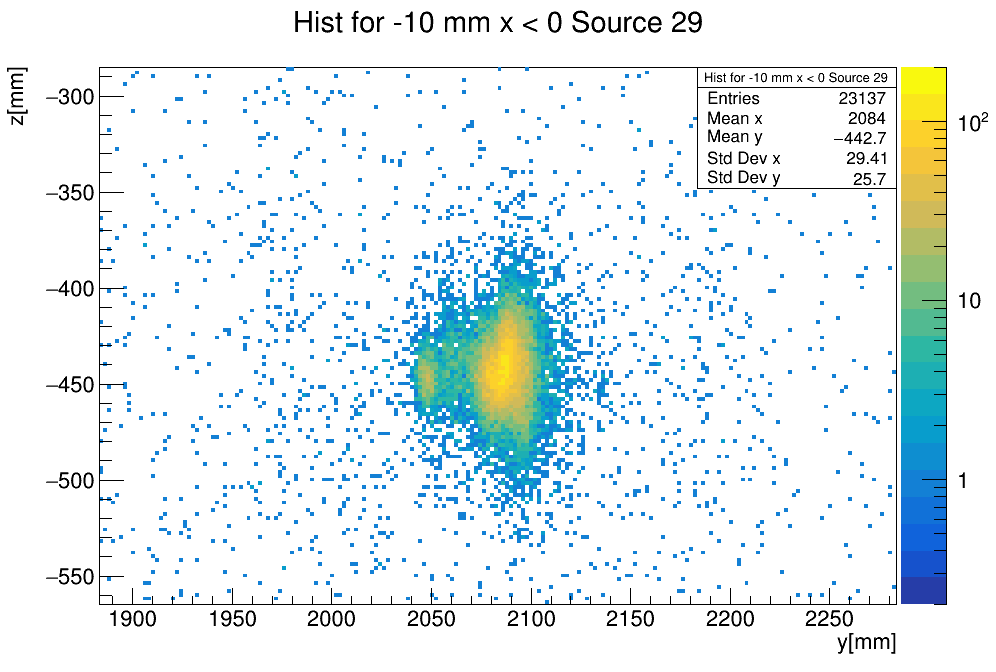 Hist for -10 mm x < 0 Source 29
z[mm]
Hist for -10 mm x < 0 Source 29
Entries 23137
Mean x 2084
Mean y −442.7
Std Dev x 29.41
Std Dev y 25.7
−300
−350
−400
−450
−500
−550
10²
10
1
1900 1950 2000 2050 2100 2150 2200 2250
y[mm]